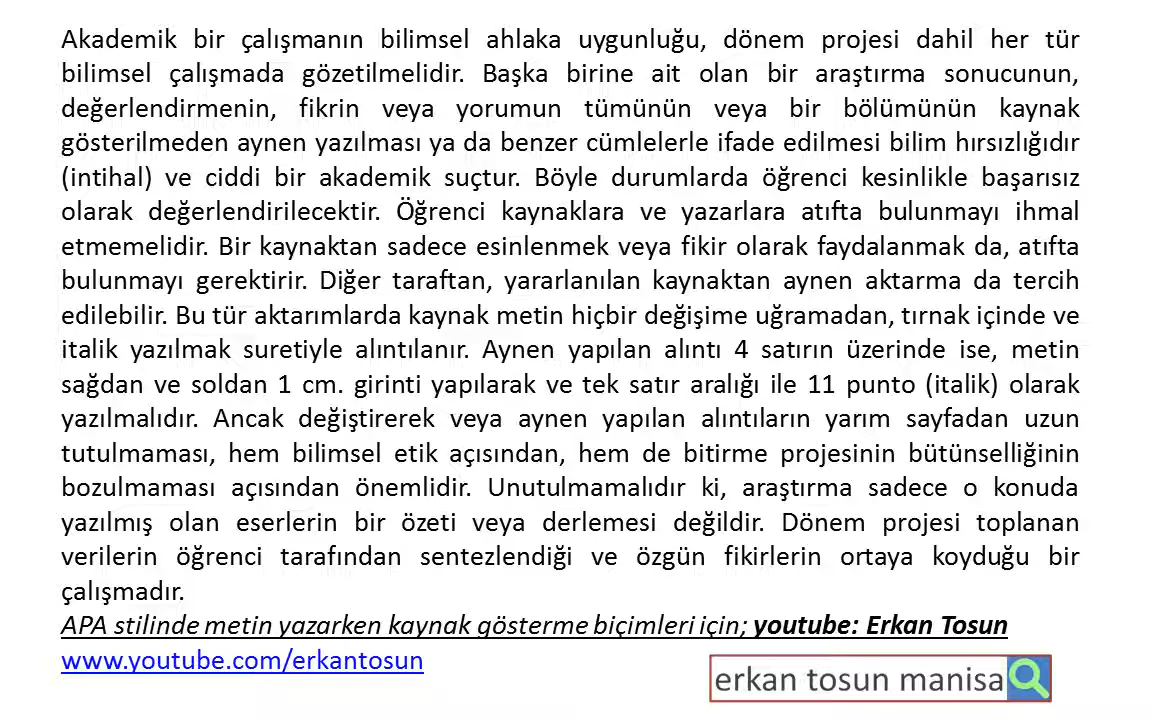 Akademik bir çalışmanın bilimsel ahlaka uygunluğu, dönem projesi dahil her tür
bilimsel çalışmada gözetilmelidir. Başka birine ait olan bir araştırma sonucunun,
değerlendirmenin, fikrin veya yorumun tümünün veya bir bölümünün kaynak
gösterilmeden aynen yazılması ya da benzer cümlelerle ifade edilmesi bilim hırsızlığıdır
(intihal) ve ciddi bir akademik suçtur. Böyle durumlarda öğrenci kesinlikle başarısız
olarak değerlendirilecektir. Öğrenci kaynaklara ve yazarlara atıfta bulunmayı ihmal
etmemelidir. Bir kaynaktan sadece esinlenmek veya fikir olarak faydalanmak da, atıfta
bulunmayı gerektirir. Diğer taraftan, yararlanılan kaynaktan aynen aktarma da tercih
edilebilir. Bu tür aktarımlarda kaynak metin hiçbir değişime uğramadan, tırnak içinde ve
italik yazılmak suretiyle alıntılanır. Aynen yapılan alıntı 4 satırın üzerinde ise, metin
sağdan ve soldan 1 cm. girinti yapılarak ve tek satır aralığı ile 11 punto (italik) olarak
yazılmalıdır. Ancak değiştirerek veya aynen yapılan alıntıların yarım sayfadan uzun
tutulmaması, hem bilimsel etik açısından, hem de bitirme projesinin bütünselliğinin
bozulmaması açısından önemlidir. Unutulmamalıdır ki, araştırma sadece o konuda
yazılmış olan eserlerin bir özeti veya derlemesi değildir. Dönem projesi toplanan
verilerin öğrenci tarafından sentezlendiği ve özgün fikirlerin ortaya koyduğu bir
çalışmadır.
APA stilinde metin yazarken kaynak gösterme biçimleri için; youtube: Erkan Tosun
www.youtube.com/erkantosun
erkan tosun manisa